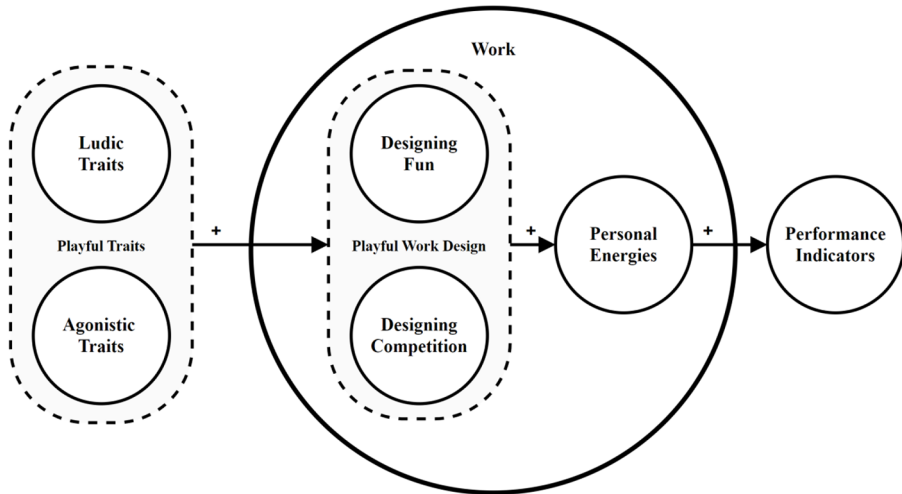 Work
Ludic
Traits
Playful Traits
Agonistic
Traits
+
Designing
Fun
Playful Work Design
Designing
Competition
+
Personal
Energies
+
Performance
Indicators